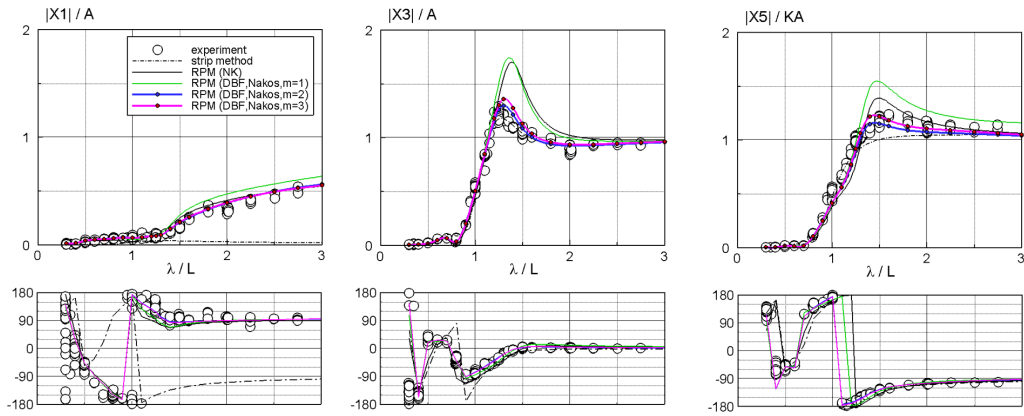 |X1| / A
2
1
0
experiment
strip method
RPM (NK)
RPM (DBF,Nakos,m=1)
RPM (DBF,Nakos,m=2)
RPM (DBF,Nakos,m=3)
0 1 2 3
λ / L
180
90
0
-90
-180
|X3| / A
2
1
0
0 1 2 3
λ / L
180
90
0
-90
-180
|X5| / KA
2
1
0
0 1 2 3
λ / L
180
90
0
-90
-180